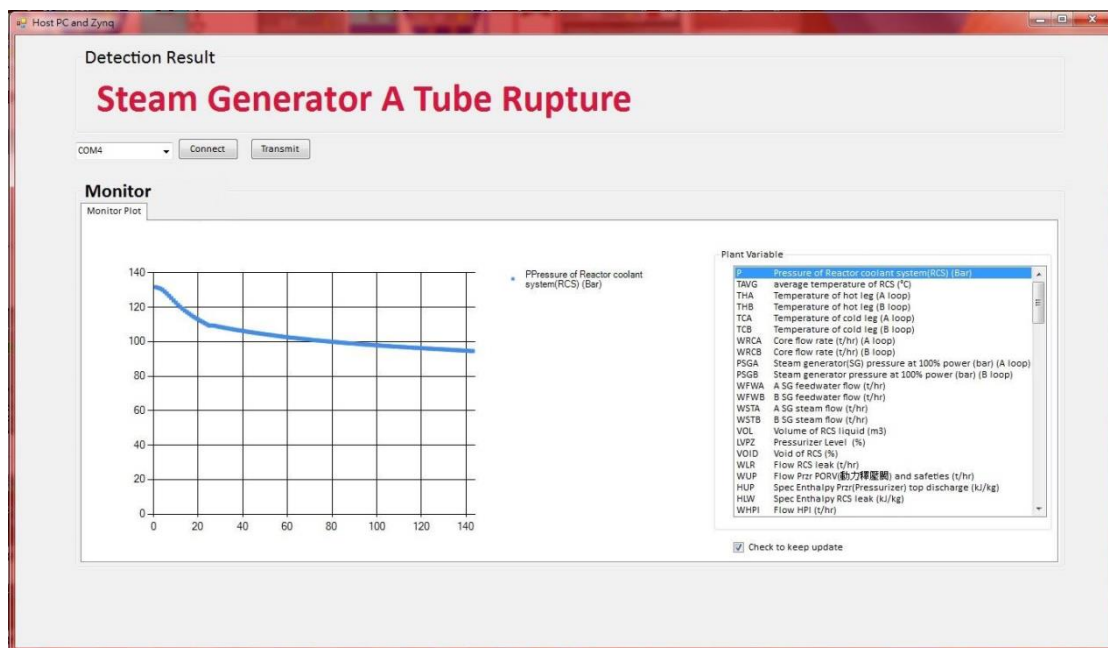 Host PC and Zynq
Detection Result
Steam Generator A Tube Rupture
COM4
Connect
Transmit
Monitor
Monitor Plot
140
120
100
80
60
40
20
0
0 20 40 60 80 100 120 140
PPressure of Reactor coolant
system(RCS) (Bar)
Plant Variable
P Pressure of Reactor coolant system(RCS) (Bar)
TAVG average temperature of RCS (°C)
THA Temperature of hot leg (A loop)
THB Temperature of hot leg (B loop)
TCA Temperature of cold leg (A loop)
TCB Temperature of cold leg (B loop)
WRCA Core flow rate (t/hr) (A loop)
WRCB Core flow rate (t/hr) (B loop)
PSGA Steam generator(SG) pressure at 100% power (bar) (A loop)
PSGB Steam generator pressure at 100% power (bar) (B loop)
WFWA A SG feedwater flow (t/hr)
WFWB B SG feedwater flow (t/hr)
WSTA A SG steam flow (t/hr)
WSTB B SG steam flow (t/hr)
VOL Volume of RCS liquid (m3)
LVPZ Pressurizer Level (%)
VOID Void of RCS (%)
WLR Flow RCS leak (t/hr)
WUP Flow Przr PORV(動力釋壓閥) and safeties (t/hr)
HUP Spec Enthalpy Przr(Pressurizer) top discharge (kJ/kg)
HLW Spec Enthalpy RCS leak (kJ/kg)
WHPI Flow HPI (t/hr)
Check to keep update